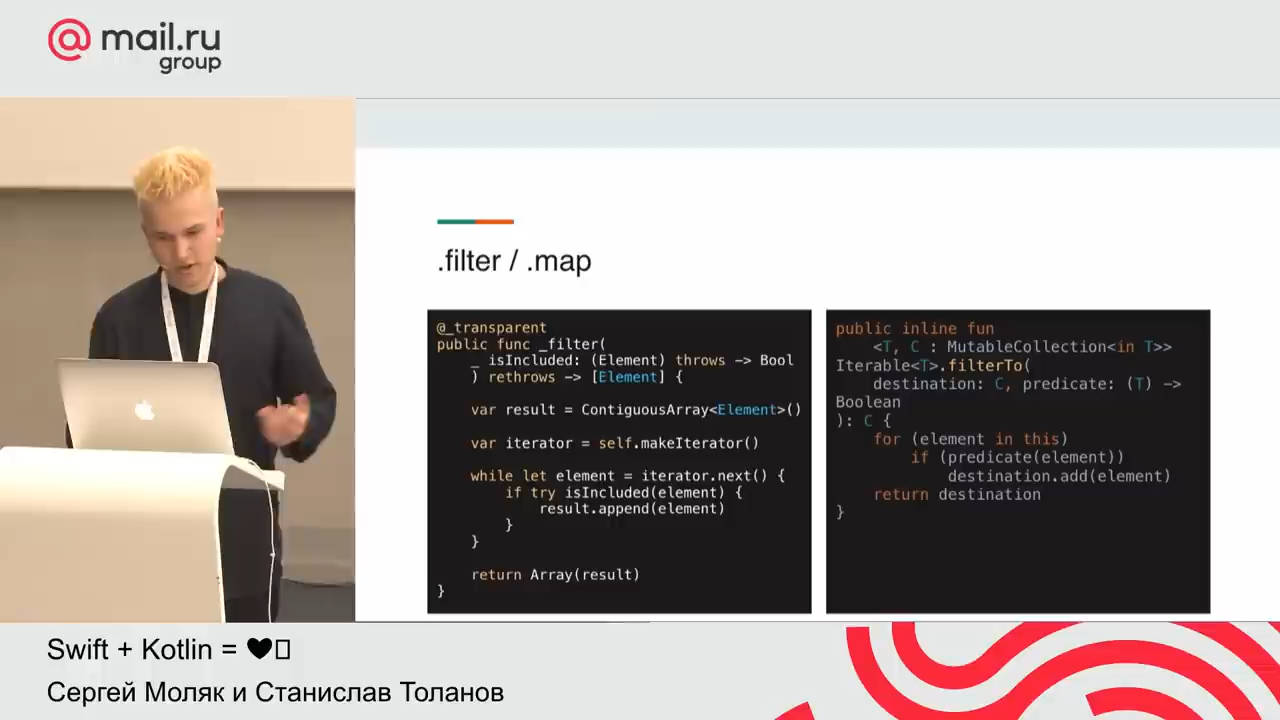 @ mail.ru
group
.filter / .map
@_transparent
public func _filter(
_ isIncluded: (Element) throws -> Bool
) rethrows -> [Element] {
var result = ContiguousArray<Element>()
var iterator = self.makeIterator()
while let element = iterator.next() {
if try isIncluded(element) {
result.append(element)
}
}
return Array(result)
}
public inline fun
<T, C : MutableCollection<in T>>
Iterable<T>.filterTo(
destination: C, predicate: (T) ->
Boolean
): C {
for (element in this)
if (predicate(element))
destination.add(element)
return destination
}
Swift + Kotlin = ♥
Сергей Моляк и Станислав Толанов